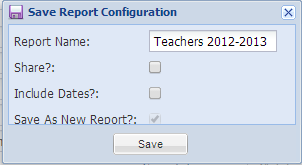 Save Report Configuration
Report Name: Teachers 2012-2013
Share?:
Include Dates?:
Save As New Report?:
Save